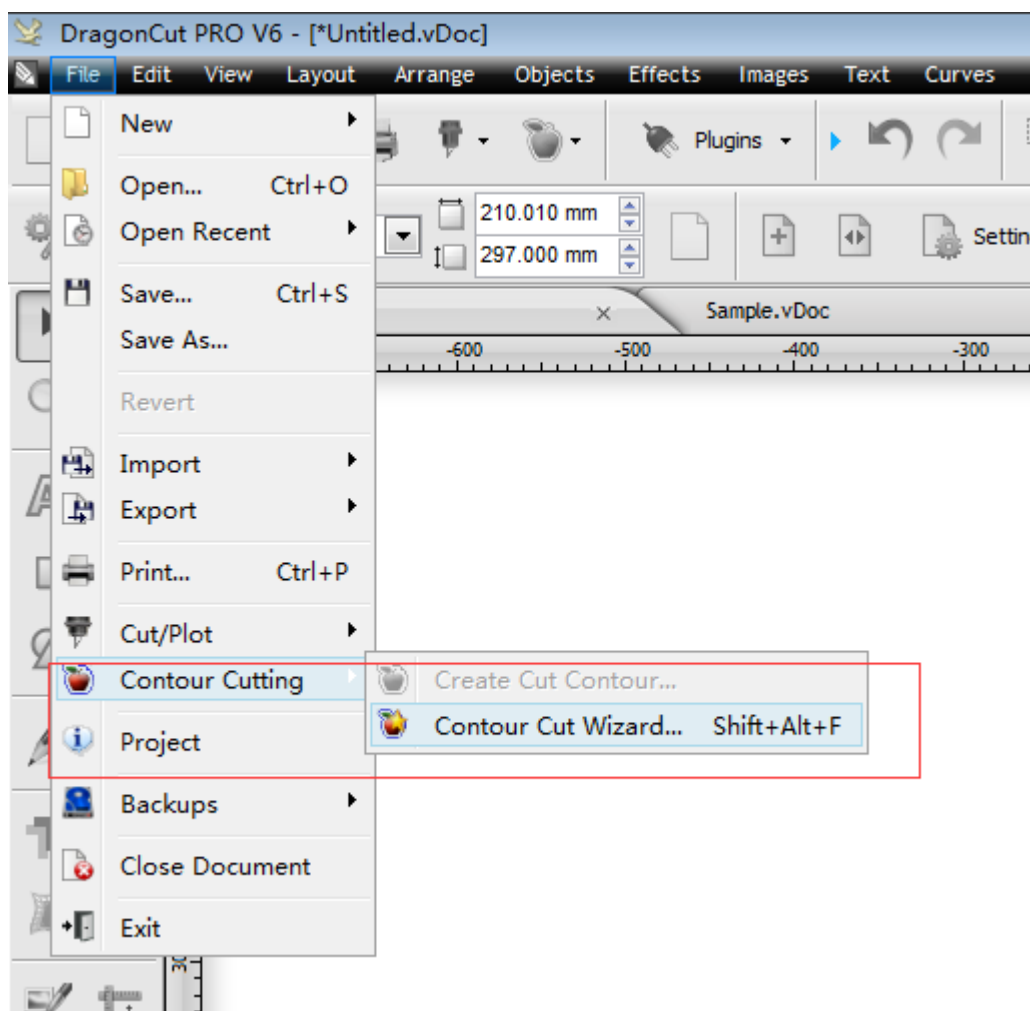 DragonCut PRO V6 - [*Untitled.vDoc]
File Edit View Layout Arrange Objects Effects Images Text Curves
New
Plugins
Open... Ctrl+O
Open Recent
210.010 mm
297.000 mm
Settin
Save... Ctrl+S
Sample.vDoc
Save As...
-600 -500 -400 -300
Revert
Import
Export
Print... Ctrl+P
Cut/Plot
Contour Cutting
Create Cut Contour...
Contour Cut Wizard... Shift+Alt+F
Project
Backups
Close Document
Exit